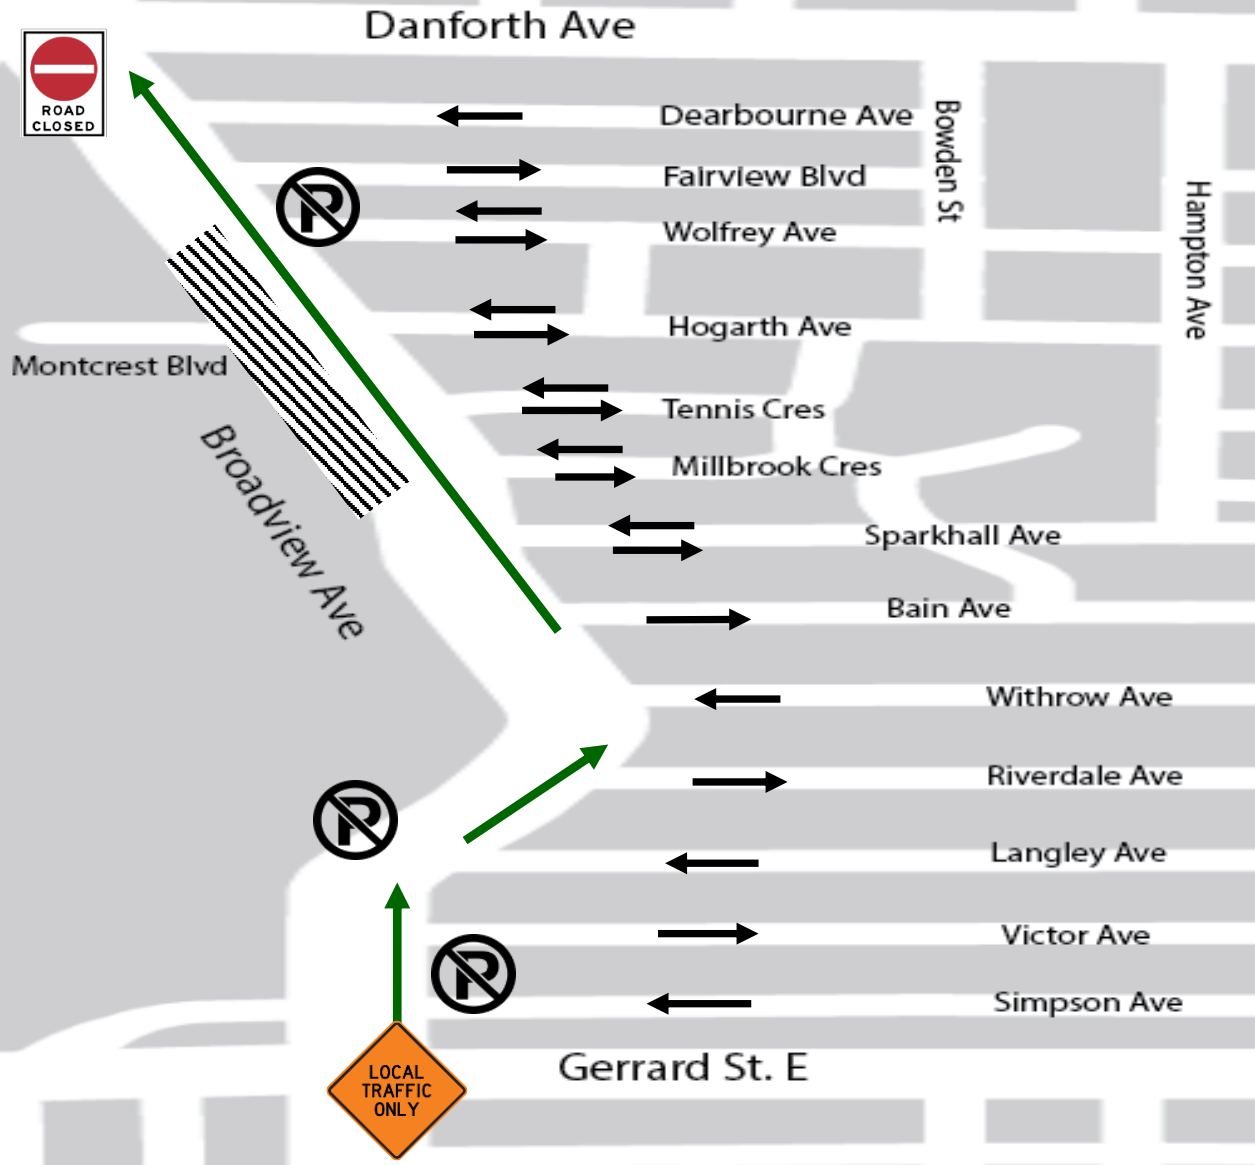 Danforth Ave
ROAD
CLOSED
Dearbourne Ave
Bowden St
Fairview Blvd
Hampton Ave
Wolfrey Ave
Hogarth Ave
Montcrest Blvd
Tennis Cres
Broadview Ave
Millbrook Cres
Sparkhall Ave
Bain Ave
Withrow Ave
Riverdale Ave
P
Langley Ave
Victor Ave
P
Simpson Ave
Gerrard St. E
LOCAL
TRAFFIC
ONLY
P